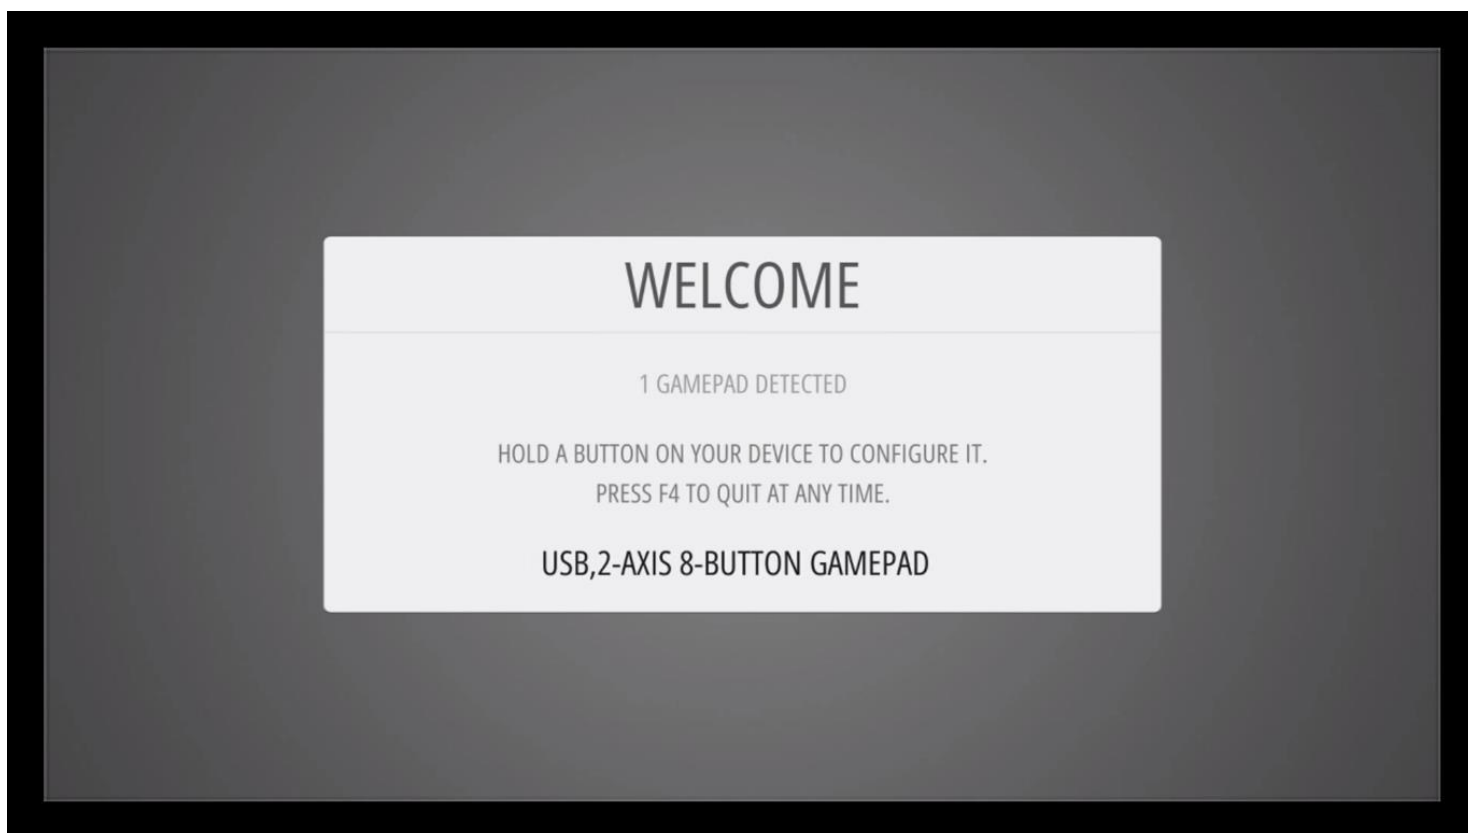 WELCOME
1 GAMEPAD DETECTED
HOLD A BUTTON ON YOUR DEVICE TO CONFIGURE IT.
PRESS F4 TO QUIT AT ANY TIME.
USB,2-AXIS 8-BUTTON GAMEPAD